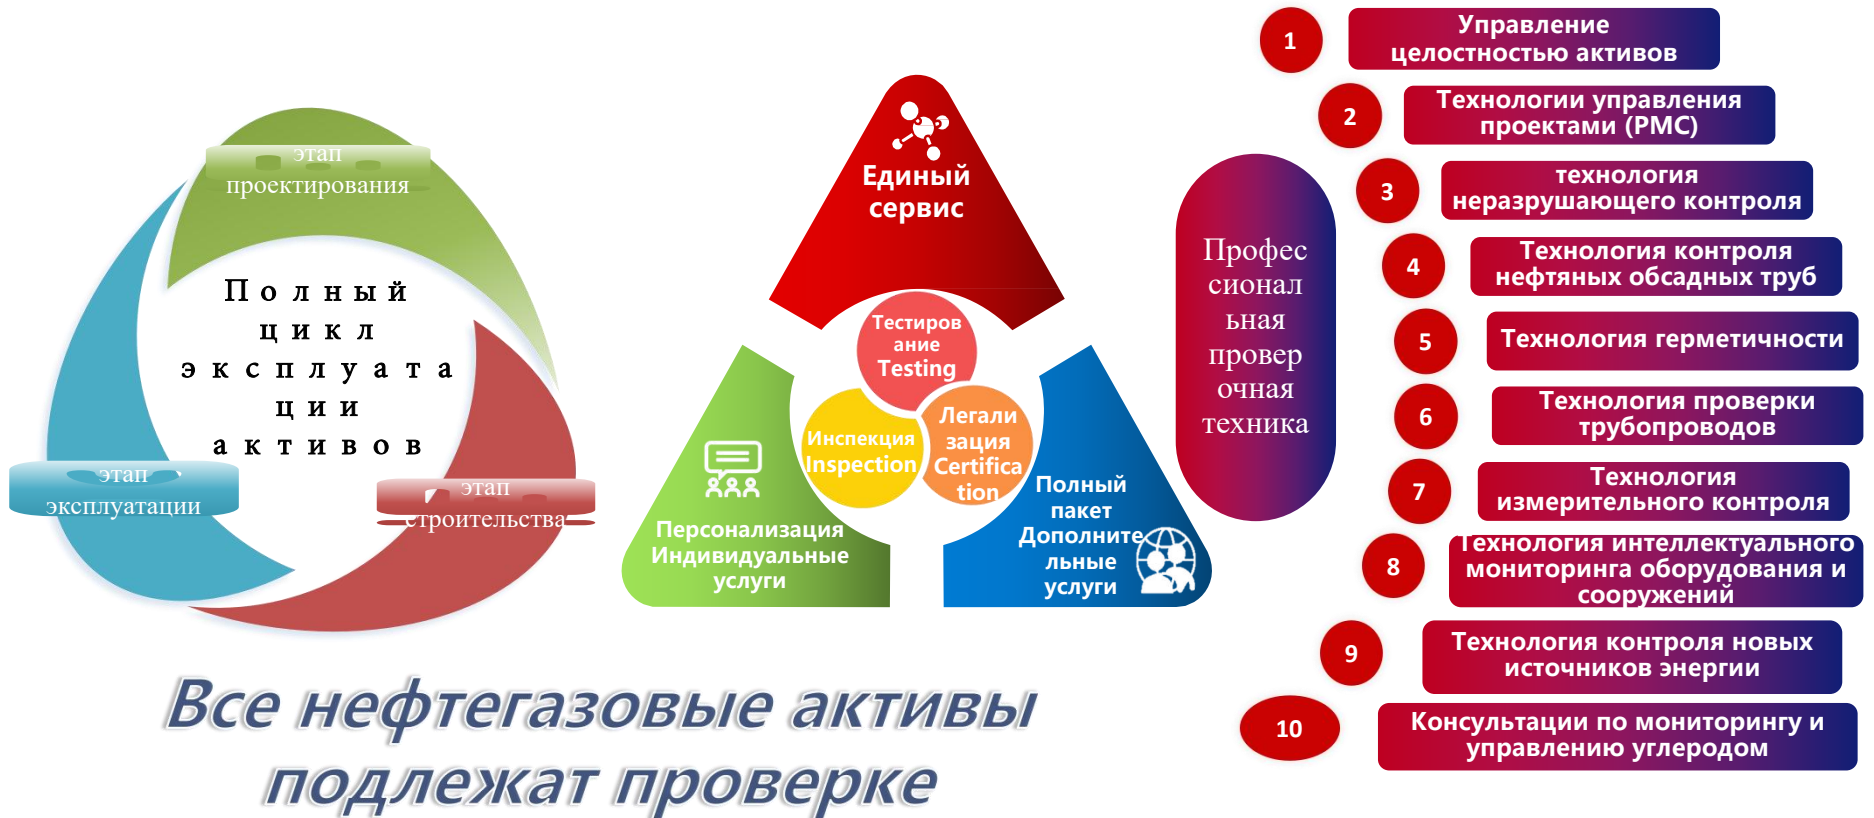 этап
проектирования
Полный
цикл
эксплуата
ции
активов
этап
эксплуатации
этап
строительства
Единый
сервис
Тестиров
ание
Testing
Инспекция
Inspection
Легали
зация
Certifica
tion
Персонализация
Индивидуальные
услуги
Полный
пакет
Дополните
льные
услуги
Все нефтегазовые активы
подлежат проверке
Профес
сионал
ьная
провер
очная
техника
1
Управление
целостностью активов
2
Технологии управления
проектами (PMC)
3
технология
неразрушающего контроля
4
Технология контроля
нефтяных обсадных труб
5
Технология герметичности
6
Технология проверки
трубопроводов
7
Технология
измерительного контроля
8
Технология интеллектуального
мониторинга оборудования и
сооружений
9
Технология контроля новых
источников энергии
10
Консультации по мониторингу и
управлению углеродом